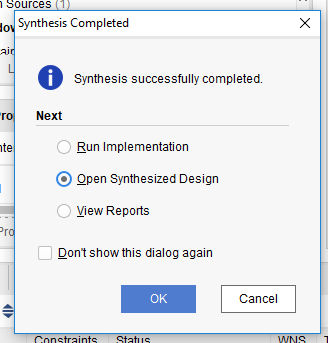 Sources (1)
Synthesis Completed
Synthesis successfully completed.
Next
Run Implementation
Open Synthesized Design
View Reports
Don't show this dialog again
OK
Cancel
Constraints
Status
WNS